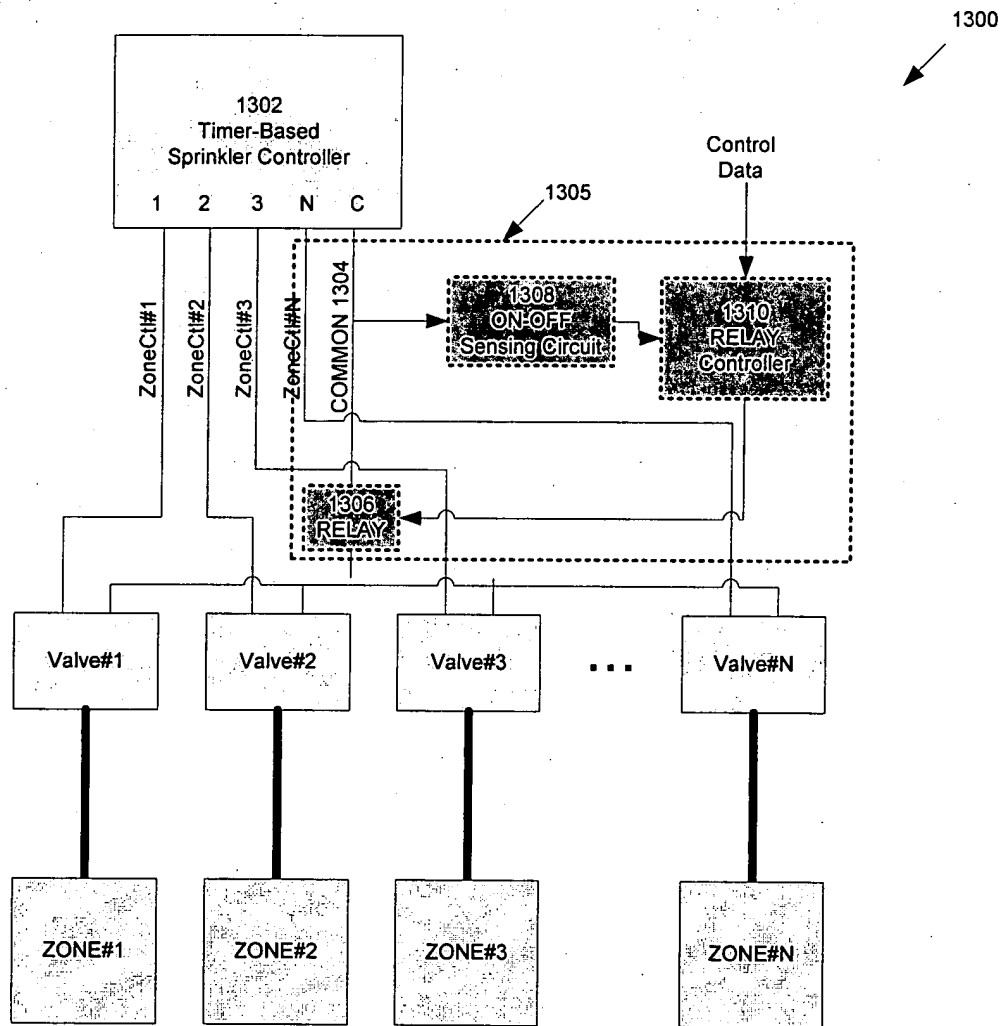 1300
1302
Timer-Based
Sprinkler Controller
1 2 3 N C
Control
Data
1305
ZoneCtl#1
ZoneCtl#2
ZoneCtl#3
ZoneCtl#N
COMMON 1304
1308
ON-OFF
Sensing Circuit
1310
RELAY
Controller
1306
RELAY
Valve#1
Valve#2
Valve#3
...
Valve#N
ZONE#1
ZONE#2
ZONE#3
ZONE#N